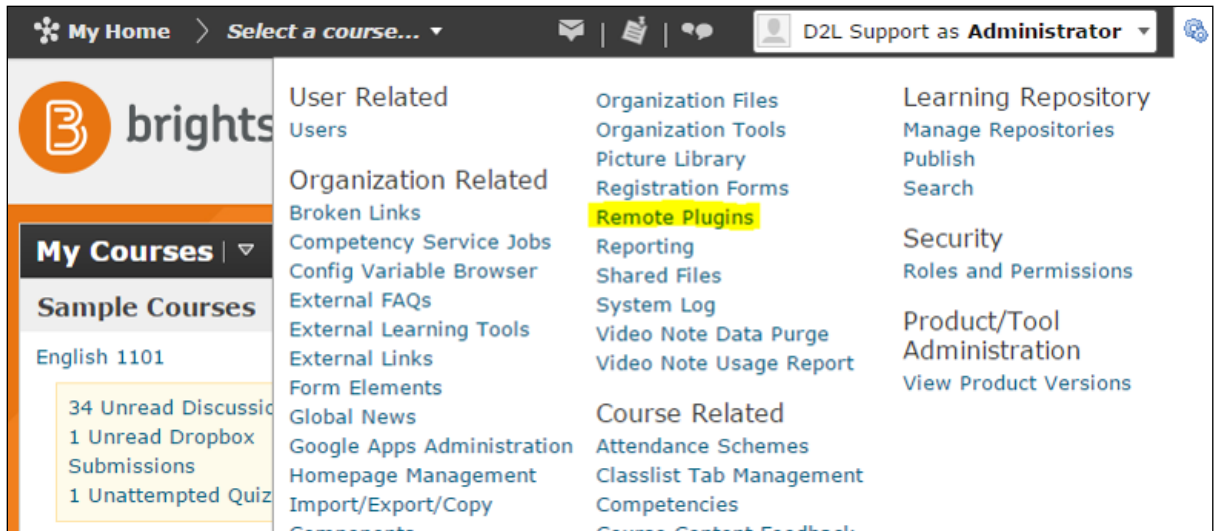 My Home > Select a course...
D2L Support as Administrator
brights
My Courses
Sample Courses
English 1101
34 Unread Discussio
1 Unread Dropbox
Submissions
1 Unattempted Quiz
User Related
Users
Organization Related
Broken Links
Competency Service Jobs
Config Variable Browser
External FAQs
External Learning Tools
External Links
Form Elements
Global News
Google Apps Administration
Homepage Management
Import/Export/Copy
Components
Organization Files
Organization Tools
Picture Library
Registration Forms
Remote Plugins
Reporting
Shared Files
System Log
Video Note Data Purge
Video Note Usage Report
Course Related
Attendance Schemes
Classlist Tab Management
Competencies
Course Content Feedback
Learning Repository
Manage Repositories
Publish
Search
Security
Roles and Permissions
Product/Tool
Administration
View Product Versions